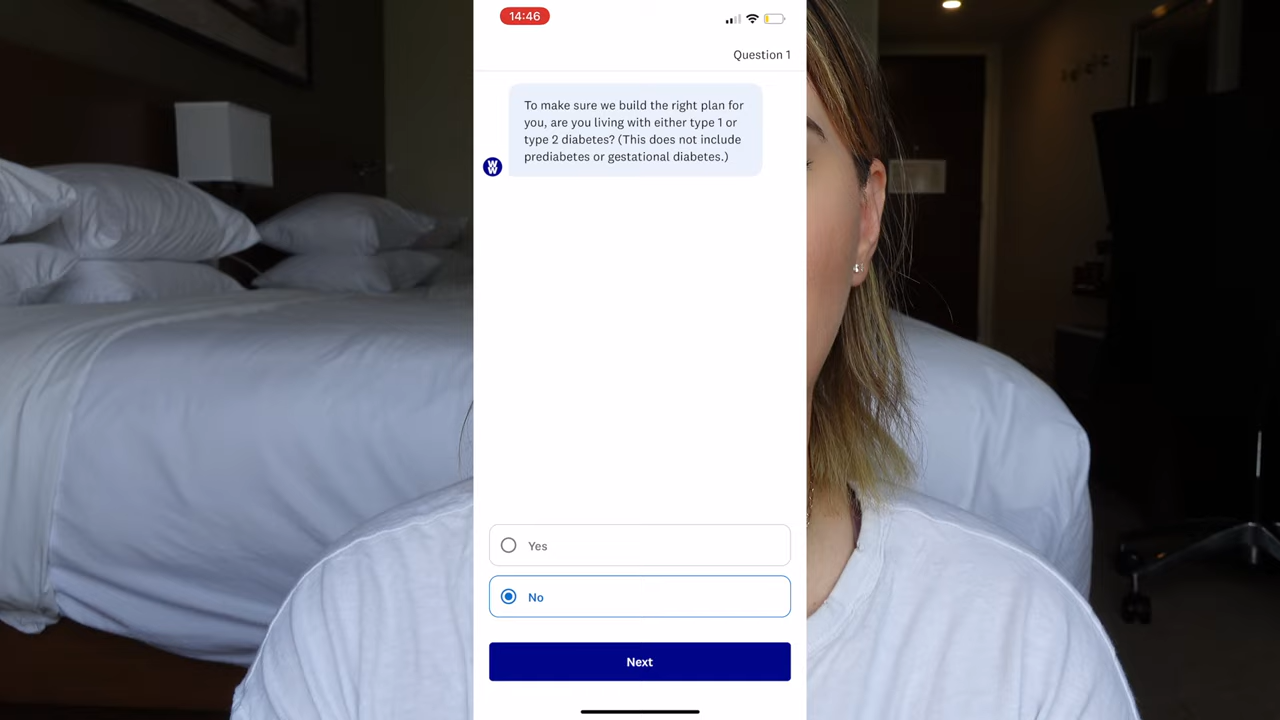 14:46
Question 1
To make sure we build the right plan for
you, are you living with either type 1 or
type 2 diabetes? (This does not include
prediabetes or gestational diabetes.)
W
W
Yes
No
Next